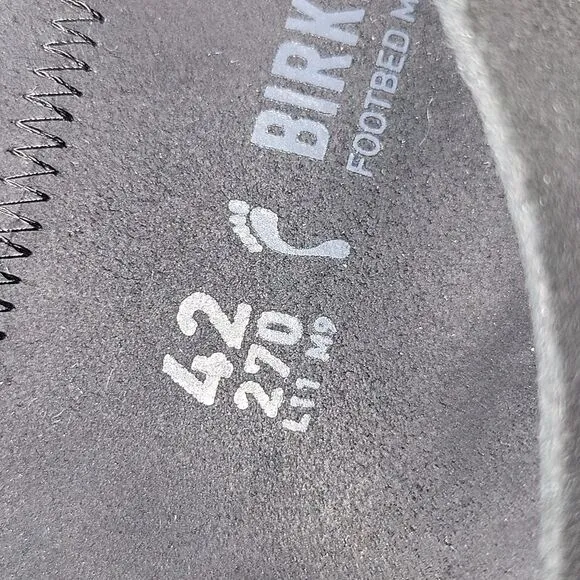 BIRK
FOOTBED M
42
270
L11 M9